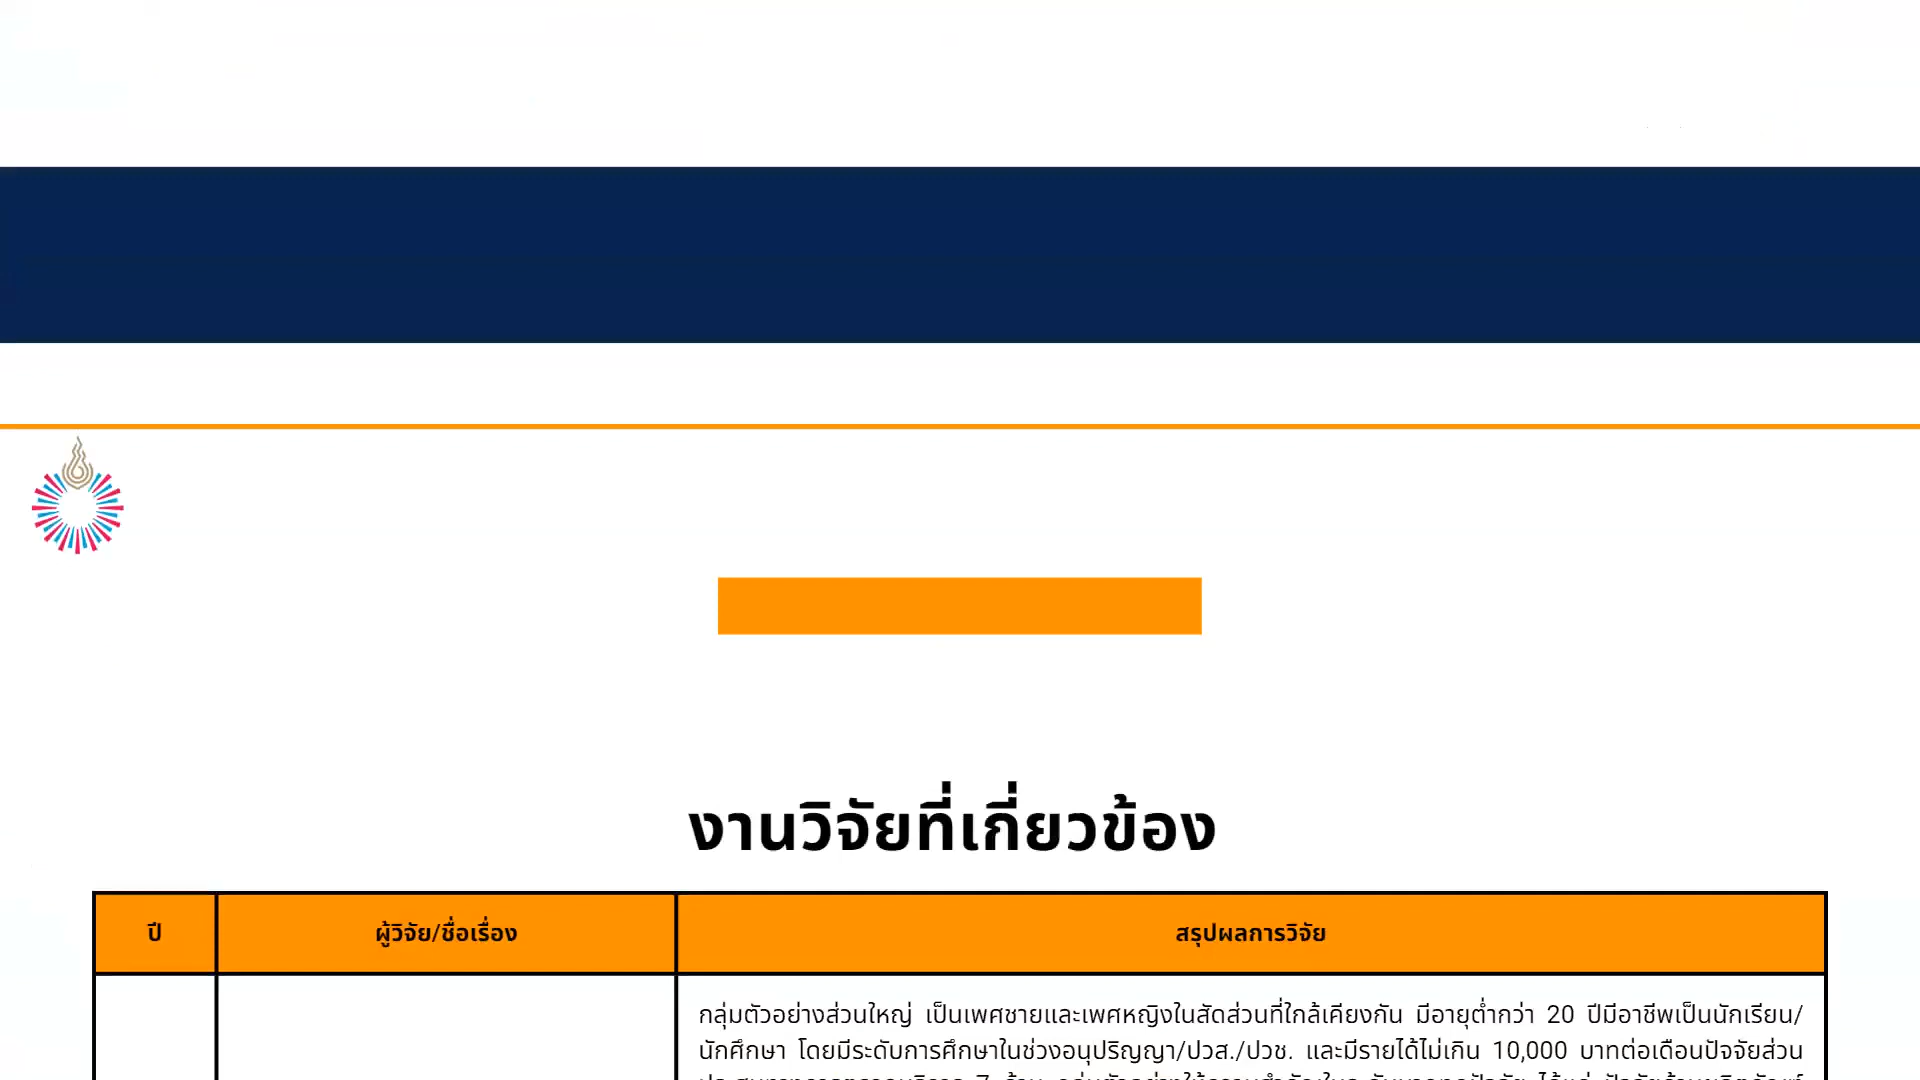 งานวิจัยที่เกี่ยวข้อง
ปี
ผู้วิจัย/ชื่อเรื่อง
สรุปผลการวิจัย
กลุ่มตัวอย่างส่วนใหญ่ เป็นเพศชายและเพศหญิงในสัดส่วนที่ใกล้เคียงกัน มีอายุต่ำกว่า 20 ปีมีอาชีพเป็นนักเรียน/
นักศึกษา โดยมีระดับการศึกษาในช่วงอนุปริญญา/ปวส./ปวช. และมีรายได้ไม่เกิน 10,000 บาทต่อเดือนปัจจัยส่วน